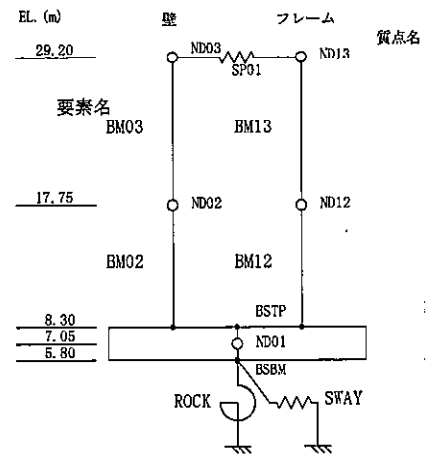 EL. (m)
壁
フレーム
質点名
29.20
ND03
ND13
SP01
要素名
BM03
BM13
17.75
ND02
ND12
BM02
BM12
BSTP
8.30
7.05
ND01
5.80
BSBM
ROCK
SWAY